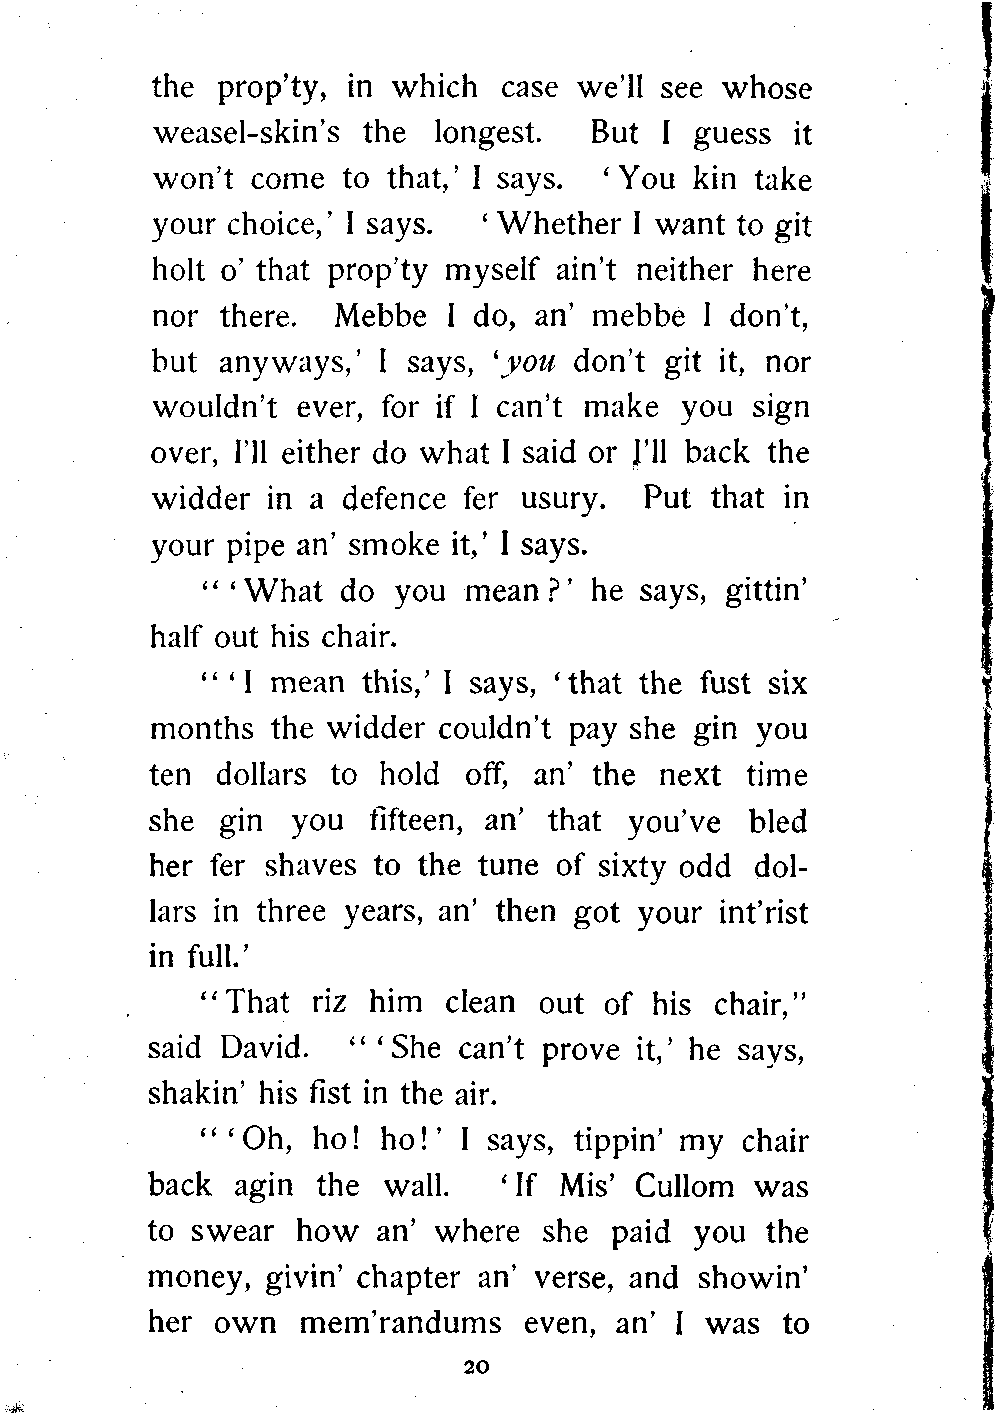 the prop'ty, in which case we'll see whose
weasel-skin's the longest. But I guess it
won't come to that,' I says. 'You kin take
your choice,' I says. 'Whether I want to git
holt o' that prop'ty myself ain't neither here
nor there. Mebbe I do, an' mebbe I don't,
but anyways,' I says, 'you don't git it, nor
wouldn't ever, for if I can't make you sign
over, I'll either do what I said or I'll back the
widder in a defence fer usury. Put that in
your pipe an' smoke it,' I says.
"'What do you mean?' he says, gittin'
half out his chair.
"'I mean this,' I says, 'that the fust six
months the widder couldn't pay she gin you
ten dollars to hold off, an' the next time
she gin you fifteen, an' that you've bled
her fer shaves to the tune of sixty odd dol-
lars in three years, an' then got your int'rist
in full.'
"That riz him clean out of his chair,"
said David. "'She can't prove it,' he says,
shakin' his fist in the air.
"'Oh, ho! ho!' I says, tippin' my chair
back agin the wall. 'If Mis' Cullom was
to swear how an' where she paid you the
money, givin' chapter an' verse, and showin'
her own mem'randums even, an' I was to
20